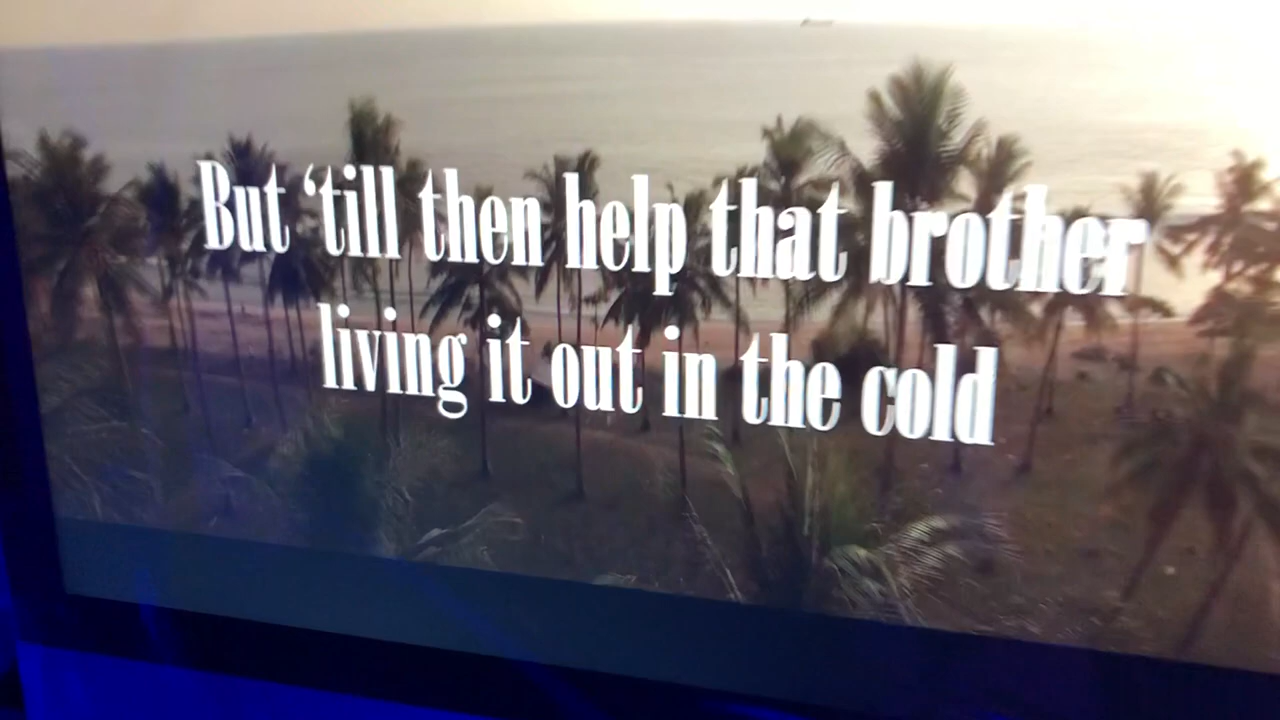 But ‘till then help that brother
living it out in the cold